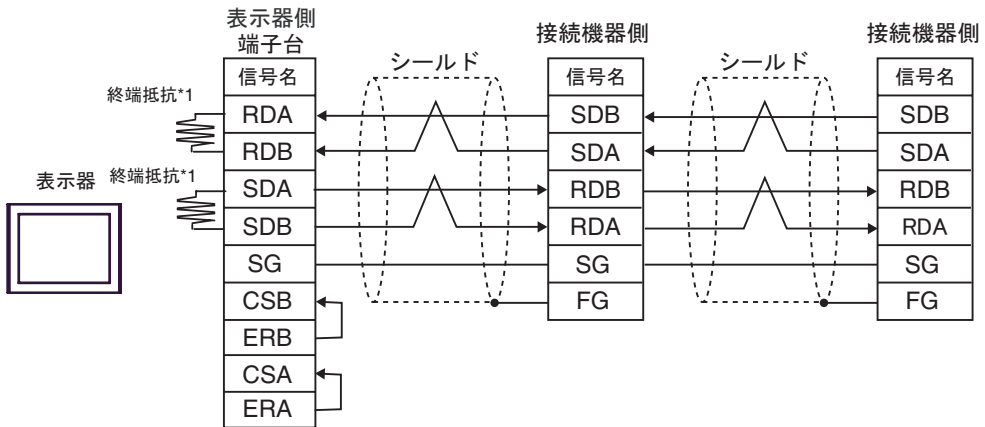 表示器側
端子台
接続機器側
接続機器側
シールド
シールド
信号名
信号名
信号名
終端抵抗*1
RDA
SDB
SDB
RDB
SDA
SDA
表示器
終端抵抗*1
SDA
RDB
RDB
SDB
RDA
RDA
SG
SG
SG
CSB
FG
FG
ERB
CSA
ERA